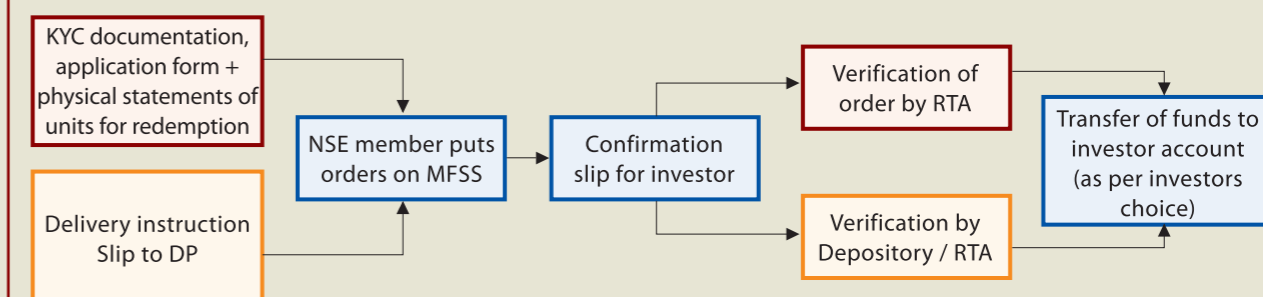 KYC documentation,
application form +
physical statements of
units for redemption
Delivery instruction
Slip to DP
NSE member puts
orders on MFSS
Confirmation
slip for investor
Verification of
order by RTA
Verification by
Depository / RTA
Transfer of funds to
investor account
(as per investors
choice)